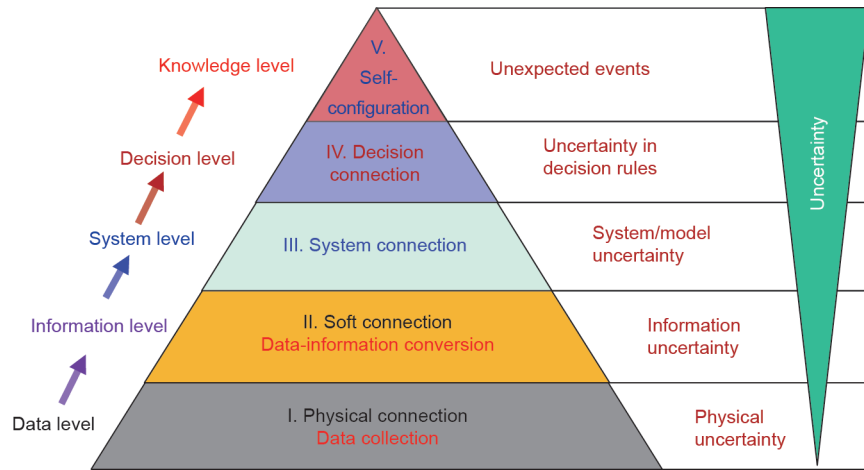 Knowledge level
V.
Self-
configuration
Unexpected events
Decision level
IV. Decision
connection
Uncertainty in
decision rules
System level
III. System connection
System/model
uncertainty
Information level
II. Soft connection
Data-information conversion
Information
uncertainty
Data level
I. Physical connection
Data collection
Physical
uncertainty
Uncertainty